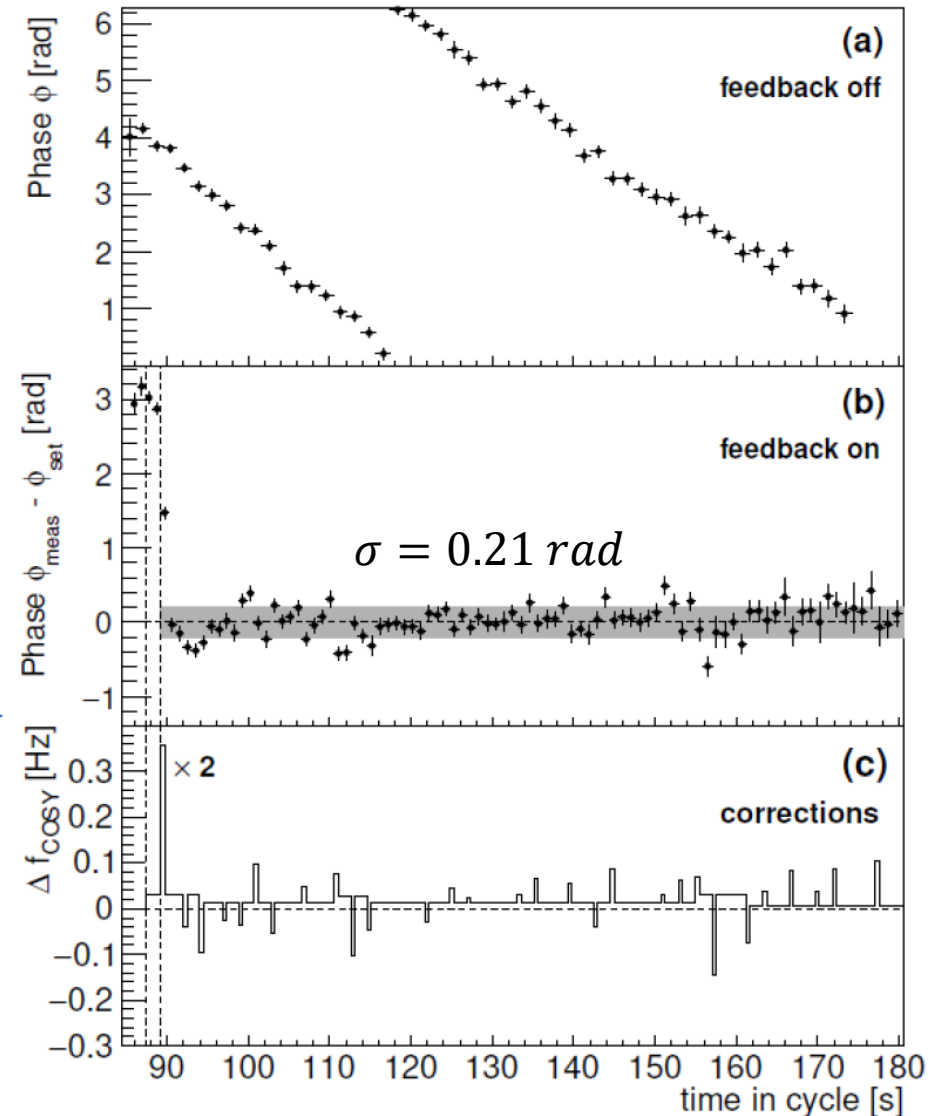 Phase ϕ [rad]
6
5
4
3
2
1
(a)
feedback off
Phase ϕmeas - ϕset [rad]
3
2
1
0
−1
(b)
feedback on
σ = 0.21 rad
Δ fCOSY [Hz]
0.3
0.2
0.1
0
−0.1
−0.2
−0.3
× 2
(c)
corrections
90 100 110 120 130 140 150 160 170 180
time in cycle [s]